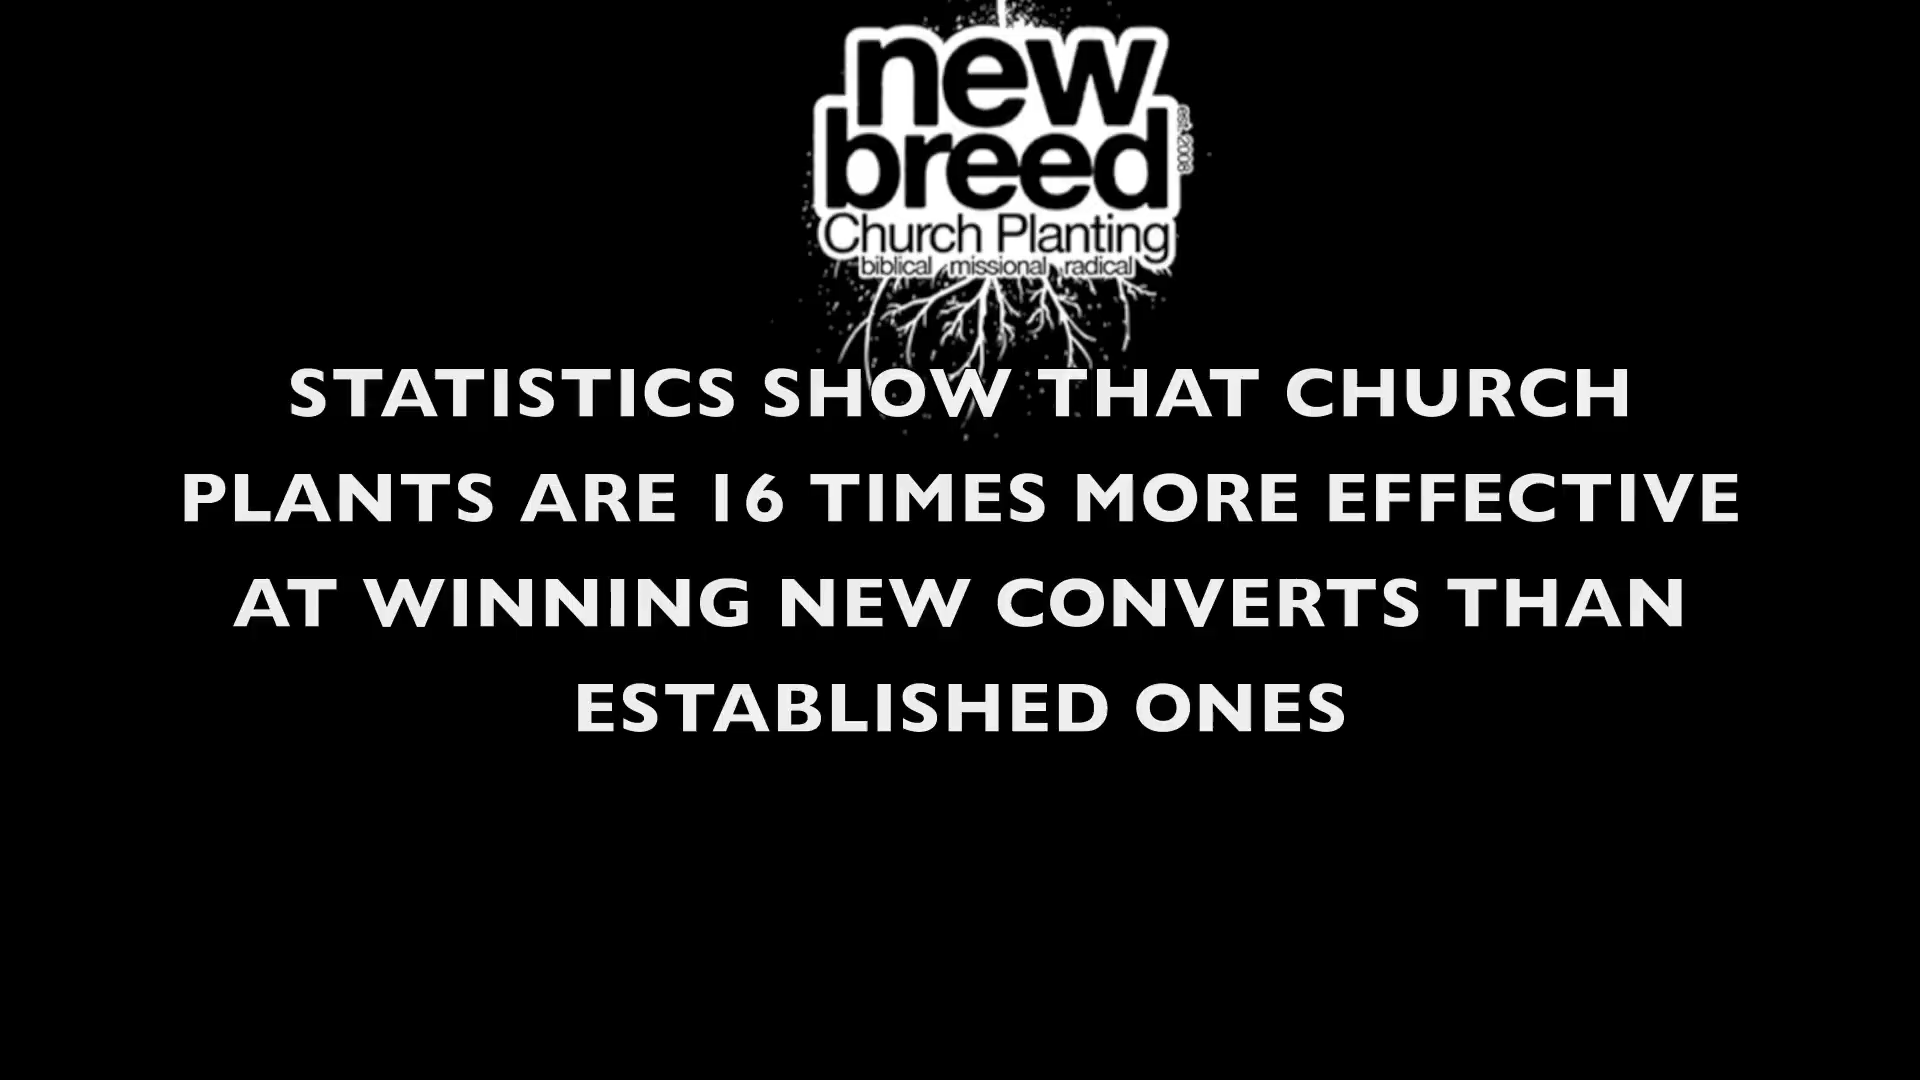 new
breed
est. 2008
Church Planting
biblical missional radical
STATISTICS SHOW THAT CHURCH
PLANTS ARE 16 TIMES MORE EFFECTIVE
AT WINNING NEW CONVERTS THAN
ESTABLISHED ONES